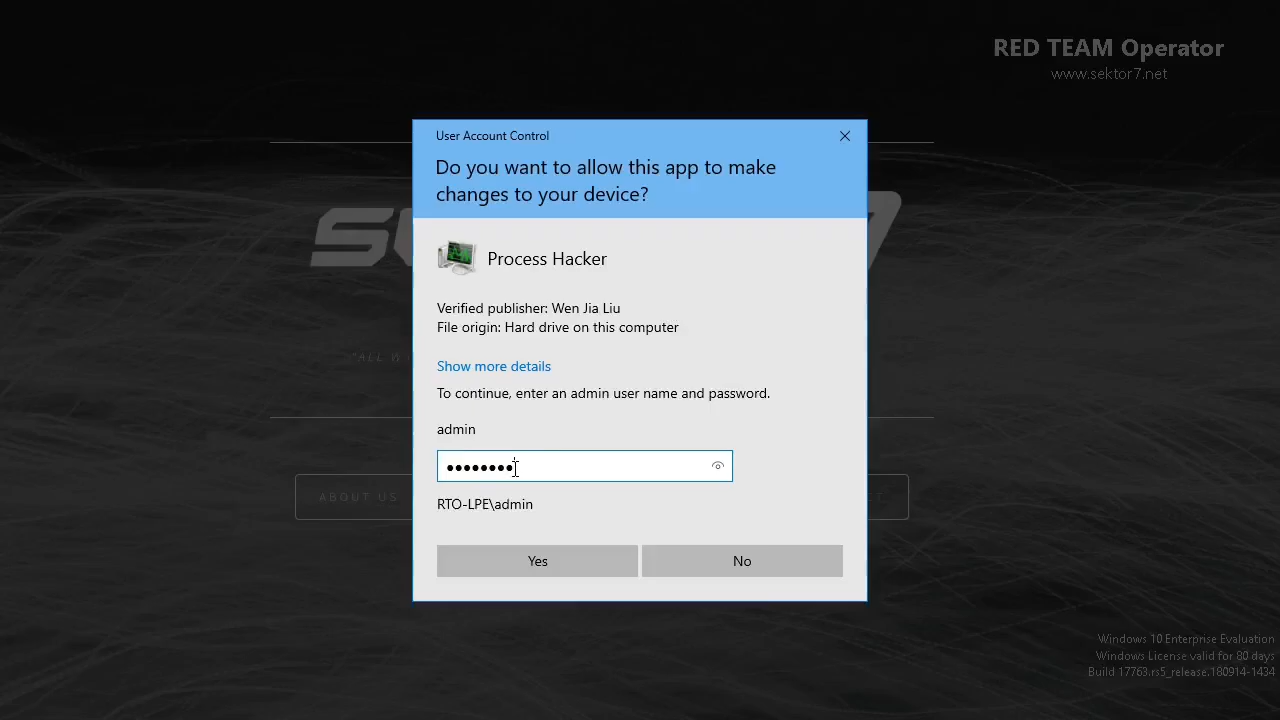 RED TEAM Operator
www.sektor7.net
User Account Control
Do you want to allow this app to make
changes to your device?
Process Hacker
Verified publisher: Wen Jia Liu
File origin: Hard drive on this computer
Show more details
To continue, enter an admin user name and password.
admin
••••••••
RTO-LPE\admin
ABOUT US
Yes
No
Windows 10 Enterprise Evaluation
Windows License valid for 80 days
Build 17763.rs5_release.180914-1434